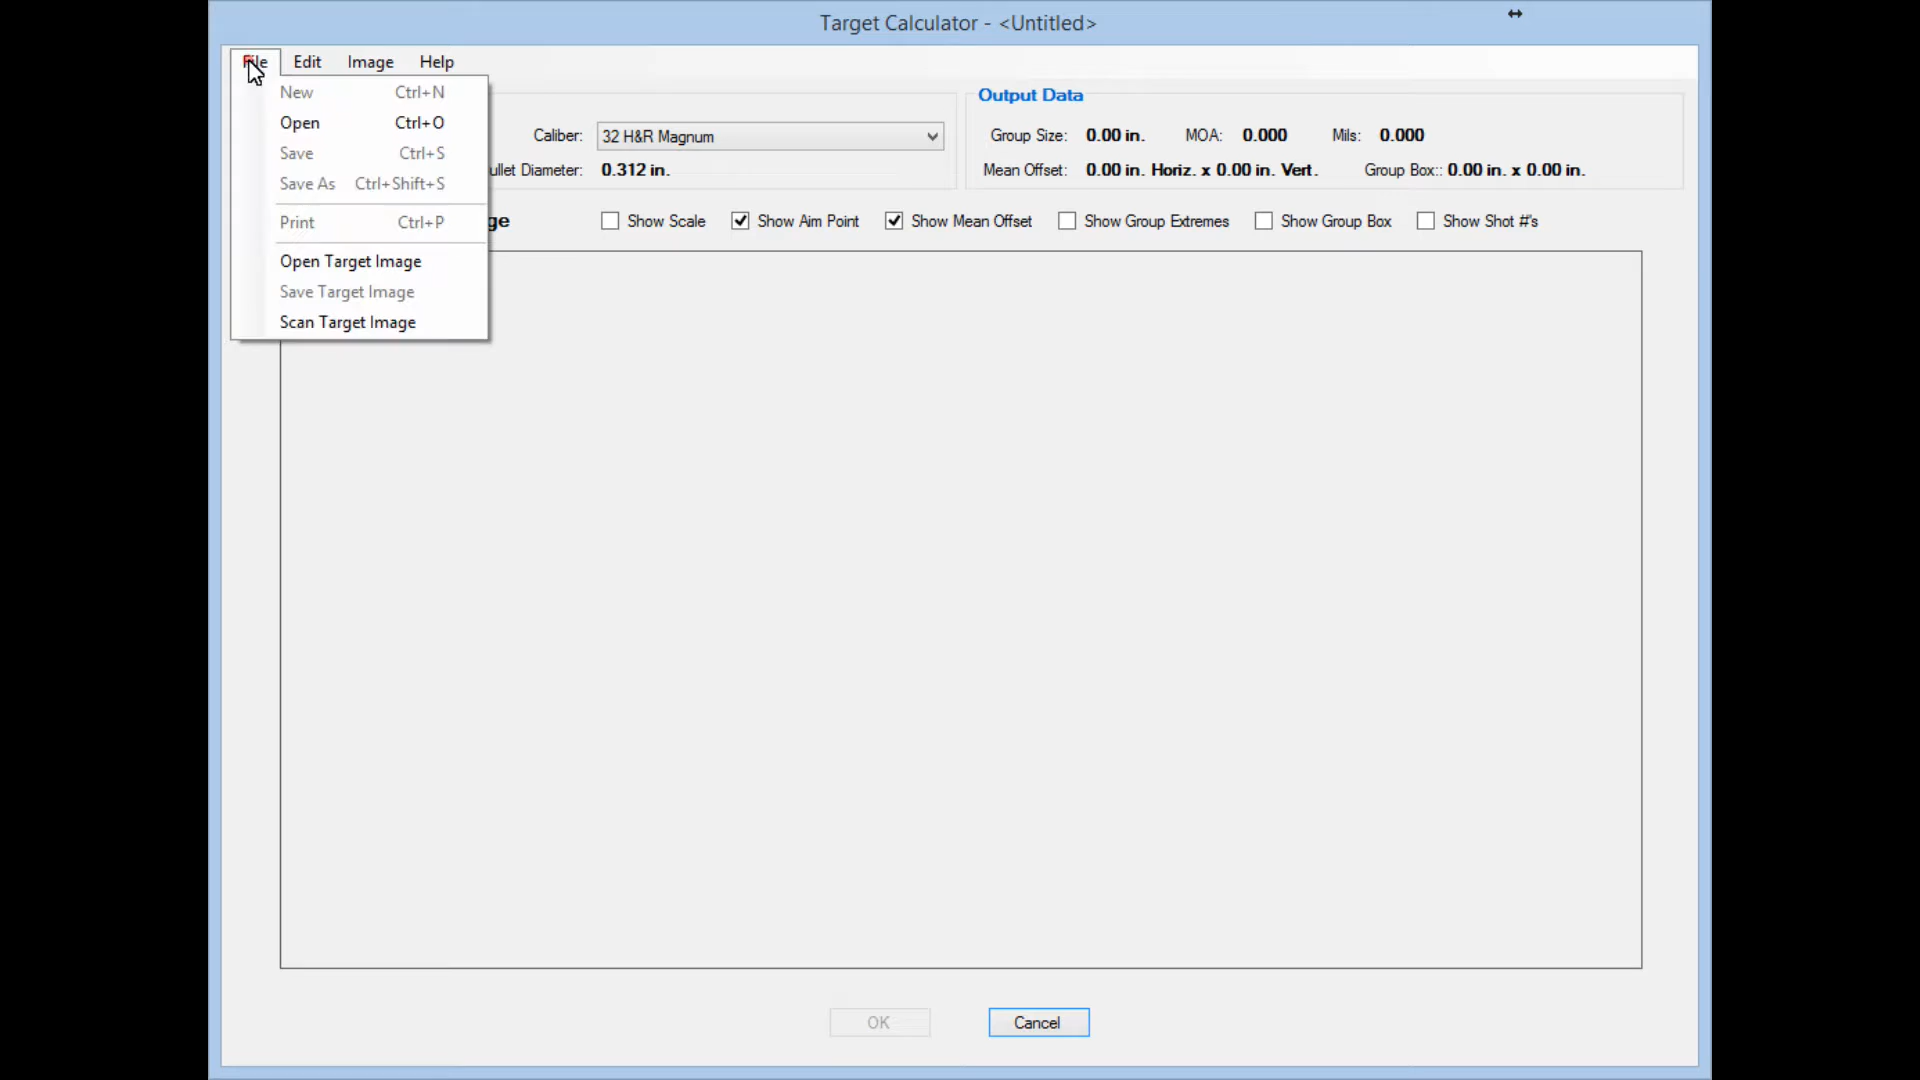 Target Calculator - <Untitled>
File Edit Image Help
New Ctrl+N
Open Ctrl+O
Save Ctrl+S
Save As Ctrl+Shift+S
Print Ctrl+P
Open Target Image
Save Target Image
Scan Target Image
Caliber: 32 H&R Magnum
ullet Diameter: 0.312 in.
Output Data
Group Size: 0.00 in. MOA: 0.000 Mils: 0.000
Mean Offset: 0.00 in. Horiz. x 0.00 in. Vert. Group Box:: 0.00 in. x 0.00 in.
ge Show Scale Show Aim Point Show Mean Offset Show Group Extremes Show Group Box Show Shot #'s
OK Cancel